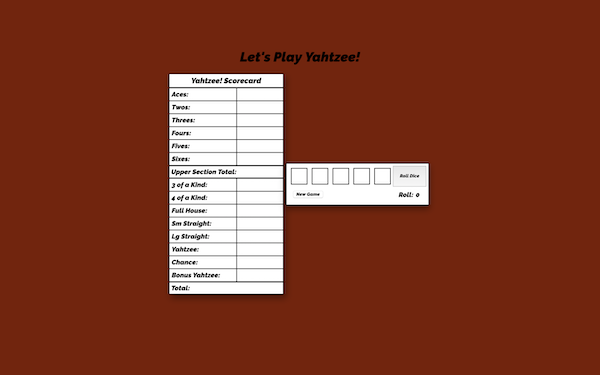 Let's Play Yahtzee!
Yahtzee! Scorecard
Aces:
Twos:
Threes:
Fours:
Fives:
Sixes:
Upper Section Total:
3 of a Kind:
4 of a Kind:
Full House:
Sm Straight:
Lg Straight:
Yahtzee:
Chance:
Bonus Yahtzee:
Total:
Roll Dice
New Game
Roll: 0